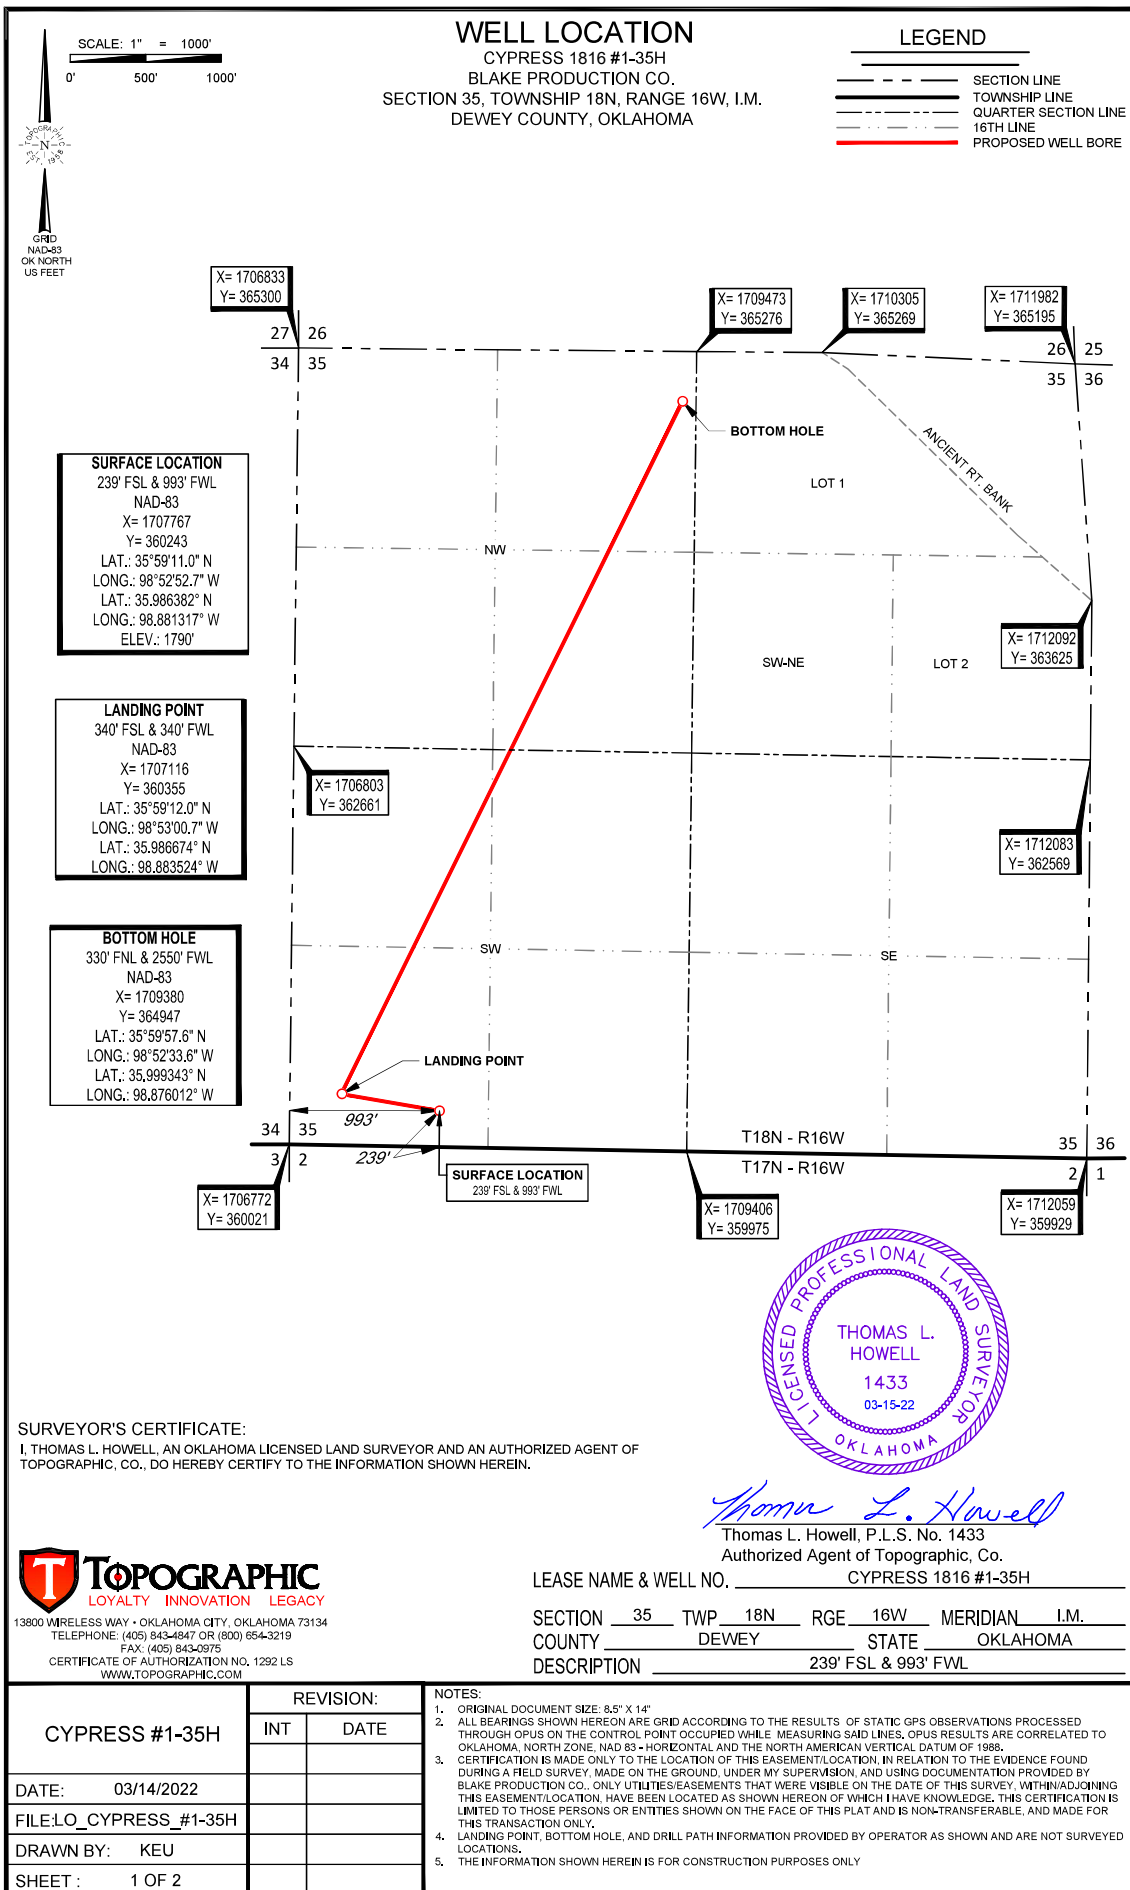 WELL LOCATION
CYPRESS 1816 #1-35H
BLAKE PRODUCTION CO.
SECTION 35, TOWNSHIP 18N, RANGE 16W, I.M.
DEWEY COUNTY, OKLAHOMA
SCALE: 1" = 1000'
0' 500' 1000'
TOPOGRAPHIC
N
EST. 1958
GRID
NAD-83
OK NORTH
US FEET
LEGEND
SECTION LINE
TOWNSHIP LINE
QUARTER SECTION LINE
16TH LINE
PROPOSED WELL BORE
X= 1706833
Y= 365300
X= 1709473
Y= 365276
X= 1710305
Y= 365269
X= 1711982
Y= 365195
27 26
34 35
26 25
35 36
BOTTOM HOLE
ANCIENT RT. BANK
LOT 1
SURFACE LOCATION
239' FSL & 993' FWL
NAD-83
X= 1707767
Y= 360243
LAT.: 35°59'11.0" N
LONG.: 98°52'52.7" W
LAT.: 35.986382° N
LONG.: 98.881317° W
ELEV.: 1790'
NW
SW-NE
LOT 2
X= 1712092
Y= 363625
LANDING POINT
340' FSL & 340' FWL
NAD-83
X= 1707116
Y= 360355
LAT.: 35°59'12.0" N
LONG.: 98°53'00.7" W
LAT.: 35.986674° N
LONG.: 98.883524° W
X= 1706803
Y= 362661
X= 1712083
Y= 362569
BOTTOM HOLE
330' FNL & 2550' FWL
NAD-83
X= 1709380
Y= 364947
LAT.: 35°59'57.6" N
LONG.: 98°52'33.6" W
LAT.: 35.999343° N
LONG.: 98.876012° W
SW
SE
LANDING POINT
993'
239'
34 35
3 2
T18N - R16W
T17N - R16W
35 36
2 1
SURFACE LOCATION
239' FSL & 993' FWL
X= 1706772
Y= 360021
X= 1709406
Y= 359975
X= 1712059
Y= 359929
LICENSED PROFESSIONAL LAND SURVEYOR
THOMAS L.
HOWELL
1433
03-15-22
OKLAHOMA
SURVEYOR'S CERTIFICATE:
I, THOMAS L. HOWELL, AN OKLAHOMA LICENSED LAND SURVEYOR AND AN AUTHORIZED AGENT OF
TOPOGRAPHIC, CO., DO HEREBY CERTIFY TO THE INFORMATION SHOWN HEREIN.
Thomas L. Howell
Thomas L. Howell, P.L.S. No. 1433
Authorized Agent of Topographic, Co.
T TOPOGRAPHIC
LOYALTY INNOVATION LEGACY
13800 WIRELESS WAY • OKLAHOMA CITY, OKLAHOMA 73134
TELEPHONE: (405) 843-4847 OR (800) 654-3219
FAX: (405) 843-0975
CERTIFICATE OF AUTHORIZATION NO. 1292 LS
WWW.TOPOGRAPHIC.COM
LEASE NAME & WELL NO. CYPRESS 1816 #1-35H
SECTION 35 TWP 18N RGE 16W MERIDIAN I.M.
COUNTY DEWEY STATE OKLAHOMA
DESCRIPTION 239' FSL & 993' FWL
CYPRESS #1-35H
DATE: 03/14/2022
FILE:LO_CYPRESS_#1-35H
DRAWN BY: KEU
SHEET : 1 OF 2
REVISION:
INT DATE
NOTES:
1. ORIGINAL DOCUMENT SIZE: 8.5" X 14"
2. ALL BEARINGS SHOWN HEREON ARE GRID ACCORDING TO THE RESULTS OF STATIC GPS OBSERVATIONS PROCESSED
THROUGH OPUS ON THE CONTROL POINT OCCUPIED WHILE MEASURING SAID LINES. OPUS RESULTS ARE CORRELATED TO
OKLAHOMA, NORTH ZONE, NAD 83 - HORIZONTAL AND THE NORTH AMERICAN VERTICAL DATUM OF 1988.
3. CERTIFICATION IS MADE ONLY TO THE LOCATION OF THIS EASEMENT/LOCATION, IN RELATION TO THE EVIDENCE FOUND
DURING A FIELD SURVEY, MADE ON THE GROUND, UNDER MY SUPERVISION, AND USING DOCUMENTATION PROVIDED BY
BLAKE PRODUCTION CO.. ONLY UTILITIES/EASEMENTS THAT WERE VISIBLE ON THE DATE OF THIS SURVEY, WITHIN/ADJOINING
THIS EASEMENT/LOCATION, HAVE BEEN LOCATED AS SHOWN HEREON OF WHICH I HAVE KNOWLEDGE. THIS CERTIFICATION IS
LIMITED TO THOSE PERSONS OR ENTITIES SHOWN ON THE FACE OF THIS PLAT AND IS NON-TRANSFERABLE, AND MADE FOR
THIS TRANSACTION ONLY.
4. LANDING POINT, BOTTOM HOLE, AND DRILL PATH INFORMATION PROVIDED BY OPERATOR AS SHOWN AND ARE NOT SURVEYED
LOCATIONS.
5. THE INFORMATION SHOWN HEREIN IS FOR CONSTRUCTION PURPOSES ONLY